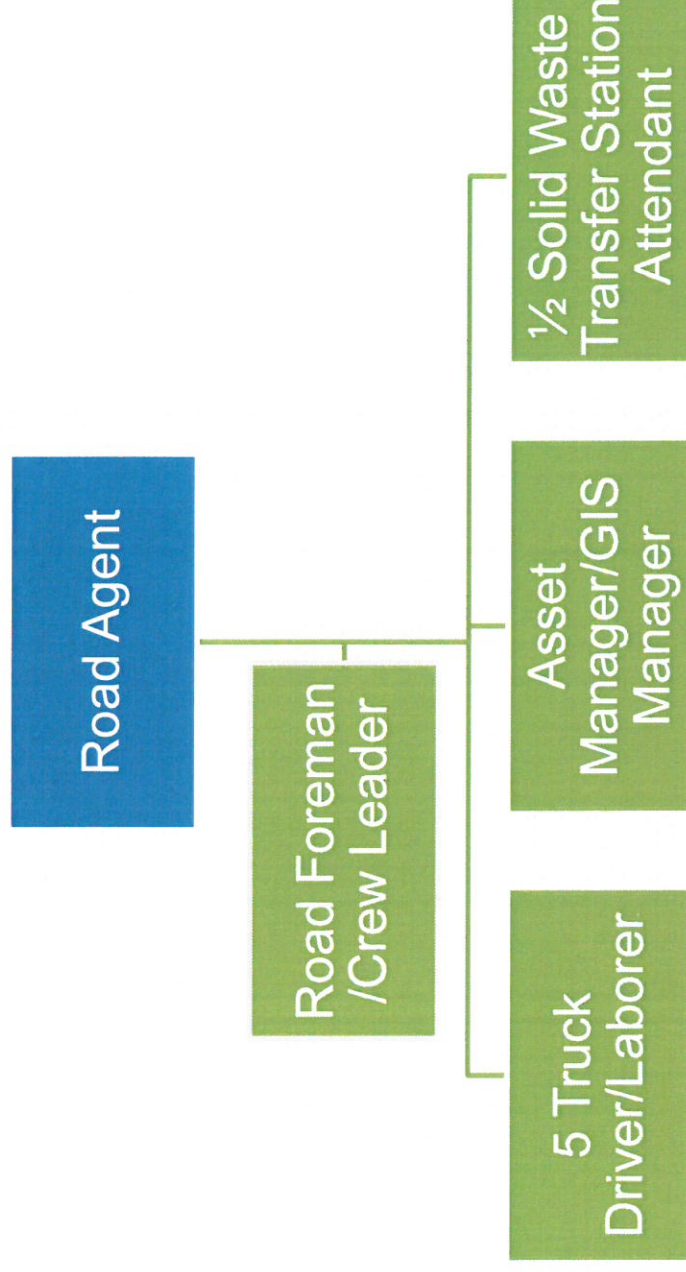 Road Agent
Road Foreman
/Crew Leader
5 Truck
Driver/Laborer
Asset
Manager/GIS
Manager
½ Solid Waste
Transfer Station
Attendant